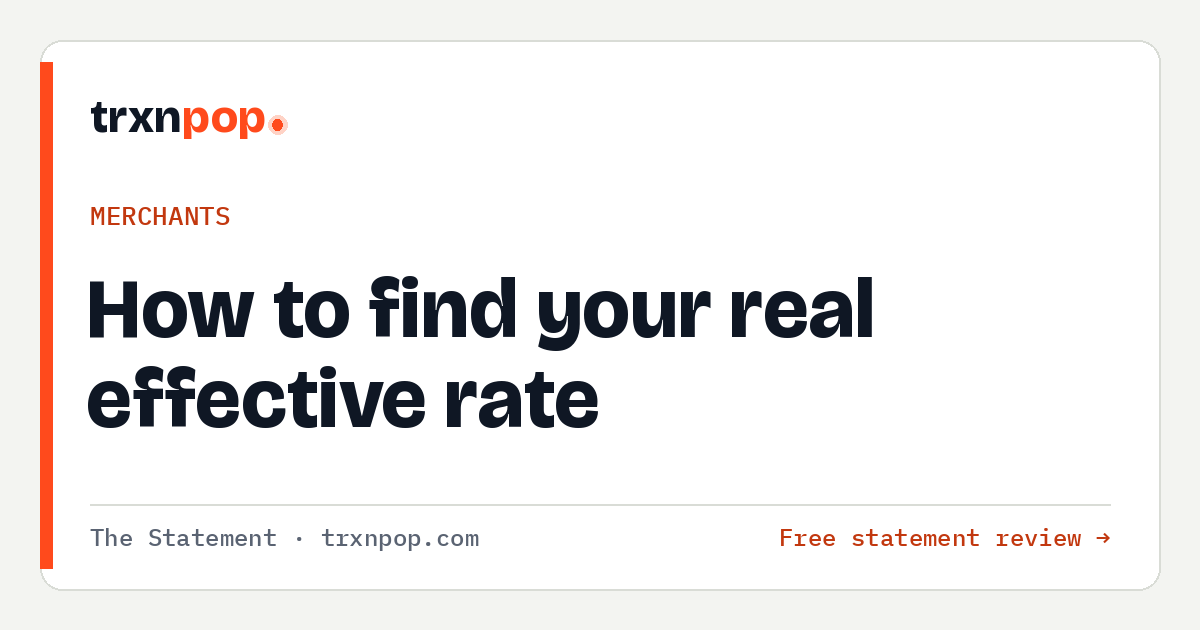 trxnpop.
MERCHANTS
How to find your real
effective rate
The Statement · trxnpop.com
Free statement review →